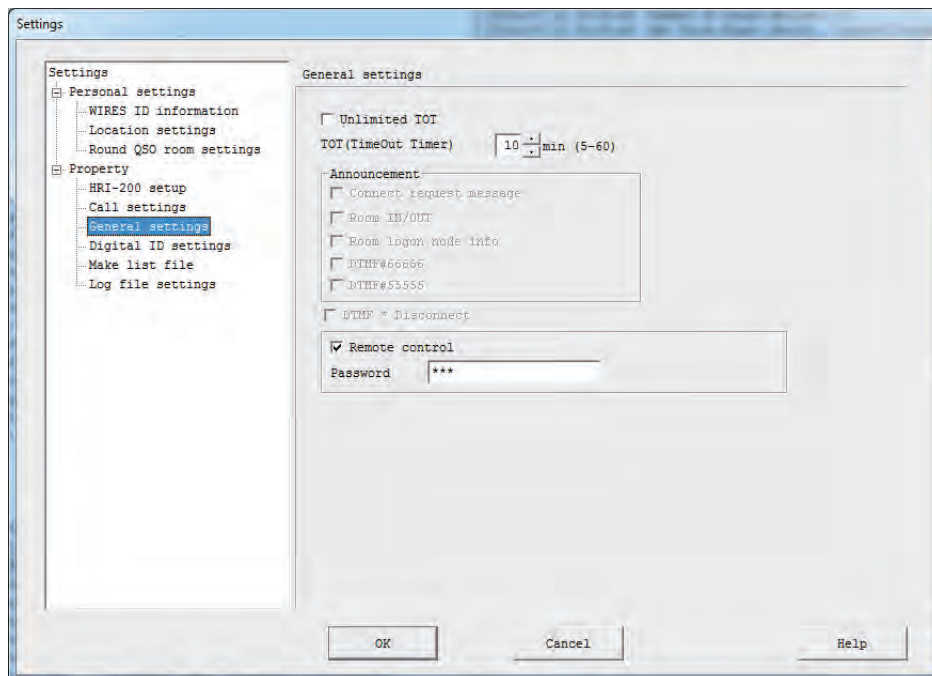 Settings
Settings
Personal settings
WIRES ID information
Location settings
Round QSO room settings
Property
HRI-200 setup
Call settings
General settings
Digital ID settings
Make list file
Log file settings
General settings
Unlimited TOT
TOT(TimeOut Timer) 10 min (5-60)
Announcement
Connect request message
Room IN/OUT
Room logon node info
DTMF#66666
DTMF#55555
DTMF * Disconnect
Remote control
Password ***
OK Cancel Help